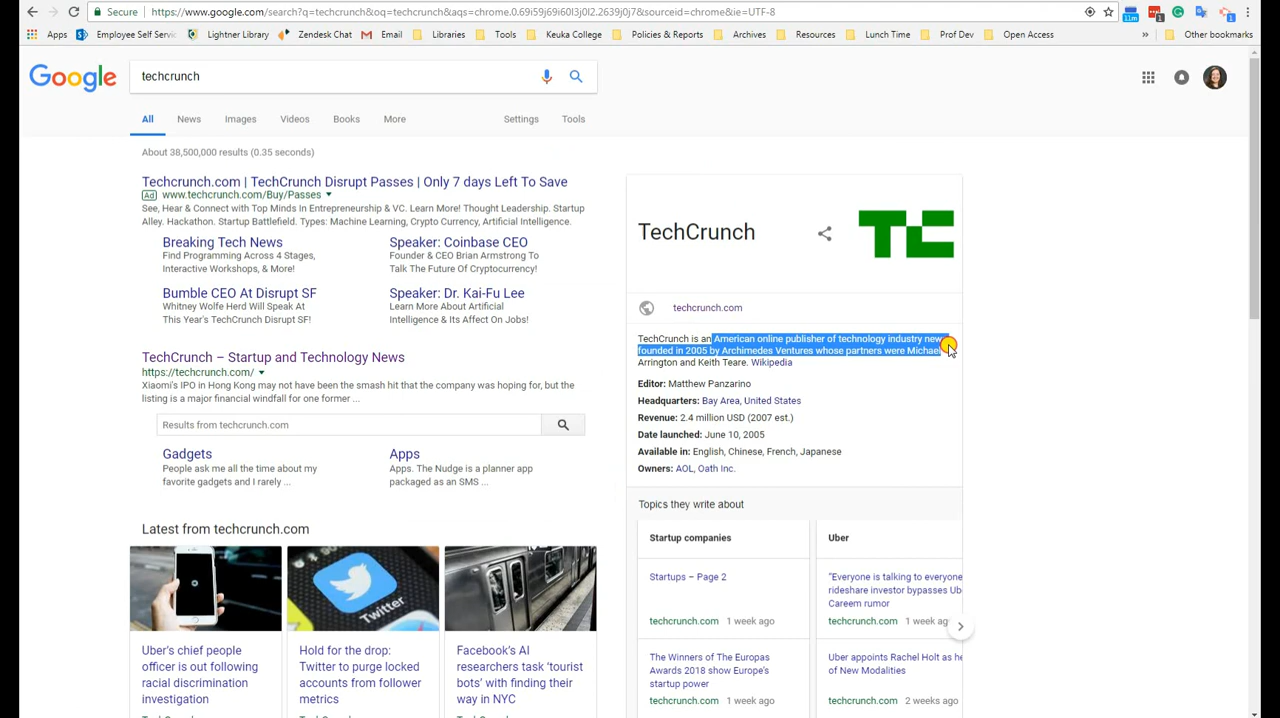 Secure
https://www.google.com/search?q=techcrunch&oq=techcrunch&aqs=chrome.0.69i59j69i60l3j0l2.2639j0j7&sourceid=chrome&ie=UTF-8
11m
1
1
Apps
Employee Self Servic
Lightner Library
Zendesk Chat
Email
Libraries
Tools
Keuka College
Policies & Reports
Archives
Resources
Lunch Time
Prof Dev
Open Access
»
Other bookmarks
Google
techcrunch
All
News
Images
Videos
Books
More
Settings
Tools
About 38,500,000 results (0.35 seconds)
Techcrunch.com | TechCrunch Disrupt Passes | Only 7 days Left To Save
Ad www.techcrunch.com/Buy/Passes
See, Hear & Connect with Top Minds In Entrepreneurship & VC. Learn More! Thought Leadership. Startup
Alley. Hackathon. Startup Battlefield. Types: Machine Learning, Crypto Currency, Artificial Intelligence.
Breaking Tech News
Find Programming Across 4 Stages,
Interactive Workshops, & More!
Speaker: Coinbase CEO
Founder & CEO Brian Armstrong To
Talk The Future Of Cryptocurrency!
Bumble CEO At Disrupt SF
Whitney Wolfe Herd Will Speak At
This Year's TechCrunch Disrupt SF!
Speaker: Dr. Kai-Fu Lee
Learn More About Artificial
Intelligence & Its Affect On Jobs!
TechCrunch – Startup and Technology News
https://techcrunch.com/
Xiaomi's IPO in Hong Kong may not have been the smash hit that the company was hoping for, but the
listing is a major financial windfall for one former ...
Results from techcrunch.com
Gadgets
People ask me all the time about my
favorite gadgets and I rarely ...
Apps
Apps. The Nudge is a planner app
packaged as an SMS ...
Latest from techcrunch.com
Twitter
Uber's chief people
officer is out following
racial discrimination
investigation
Hold for the drop:
Twitter to purge locked
accounts from follower
metrics
Facebook's AI
researchers task 'tourist
bots' with finding their
way in NYC
TechCrunch
TC
techcrunch.com
TechCrunch is an American online publisher of technology industry news
founded in 2005 by Archimedes Ventures whose partners were Michael
Arrington and Keith Teare. Wikipedia
Editor: Matthew Panzarino
Headquarters: Bay Area, United States
Revenue: 2.4 million USD (2007 est.)
Date launched: June 10, 2005
Available in: English, Chinese, French, Japanese
Owners: AOL, Oath Inc.
Topics they write about
Startup companies
Startups – Page 2
techcrunch.com 1 week ago
The Winners of The Europas
Awards 2018 show Europe's
startup power
techcrunch.com 1 week ago
Uber
"Everyone is talking to everyone
rideshare investor bypasses Ub
Careem rumor
techcrunch.com 1 week ag
Uber appoints Rachel Holt as he
of New Modalities
techcrunch.com 2 weeks ag